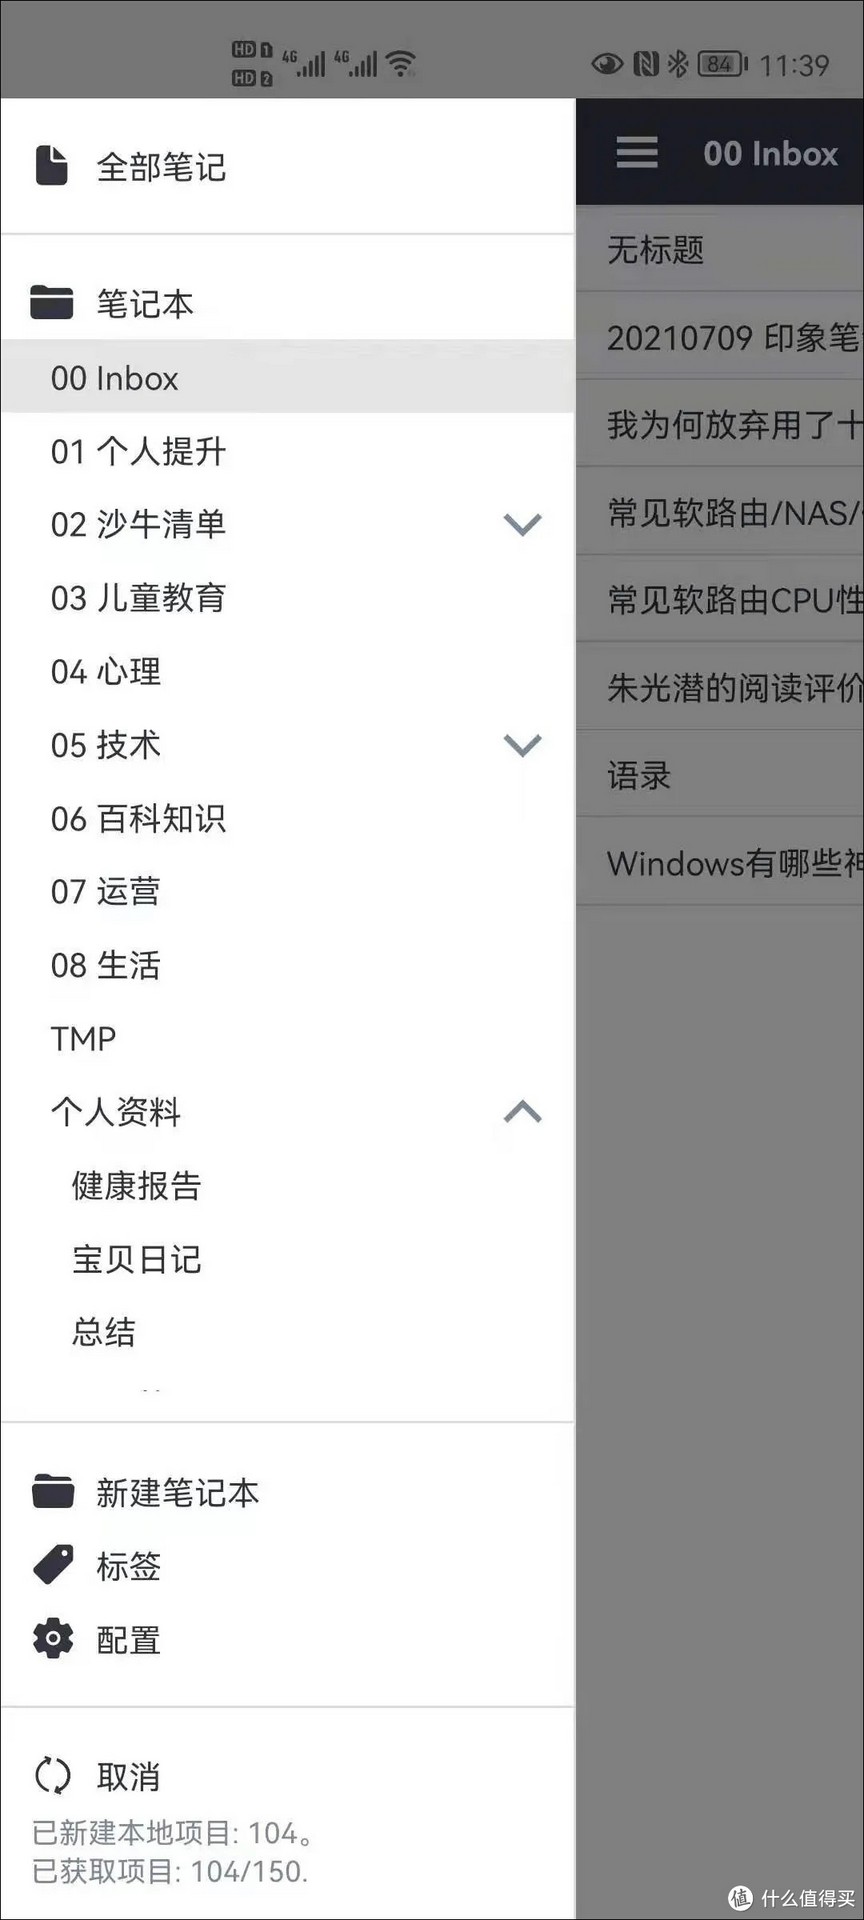 HD 1
HD 2
4G
4G
84
11:39
全部笔记
笔记本
00 Inbox
01 个人提升
02 沙牛清单
03 儿童教育
04 心理
05 技术
06 百科知识
07 运营
08 生活
TMP
个人资料
健康报告
宝贝日记
总结
新建笔记本
标签
配置
取消
已新建本地项目: 104。
已获取项目: 104/150.
00 Inbox
无标题
20210709 印象笔
我为何放弃用了十
常见软路由/NAS/
常见软路由CPU性
朱光潜的阅读评价
语录
Windows有哪些神
值 什么值得买